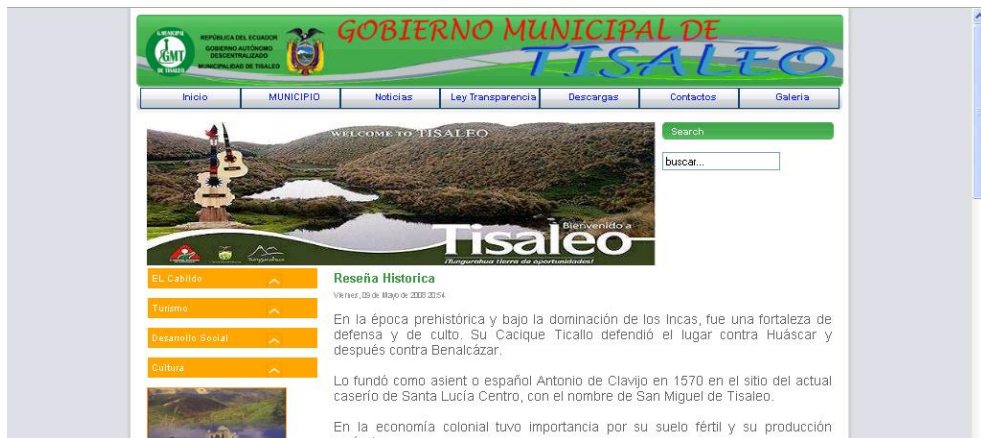 G.MUNICIPAL
IGMT
DE TISALEO
REPÚBLICA DEL ECUADOR
GOBIERNO AUTÓNOMO
DESCENTRALIZADO
MUNICIPALIDAD DE TISALEO
GOBIERNO MUNICIPAL DE
TISALEO
Inicio MUNICIPIO Noticias Ley Transparencia Descargas Contactos Galeria
WELCOME TO TISALEO
Search
buscar...
Bienvenido a
Tisaleo
¡Tungurahua tierra de oportunidades!
Tungurahua
EL Cabildo
Turismo
Desarrollo Social
Cultura
Reseña Historica
Viernes, 09 de Mayo de 2008 20:54
En la época prehistórica y bajo la dominación de los Incas, fue una fortaleza de
defensa y de culto. Su Cacique Ticallo defendió el lugar contra Huáscar y
después contra Benalcázar.
Lo fundó como asient o español Antonio de Clavijo en 1570 en el sitio del actual
caserío de Santa Lucía Centro, con el nombre de San Miguel de Tisaleo.
En la economía colonial tuvo importancia por su suelo fértil y su producción